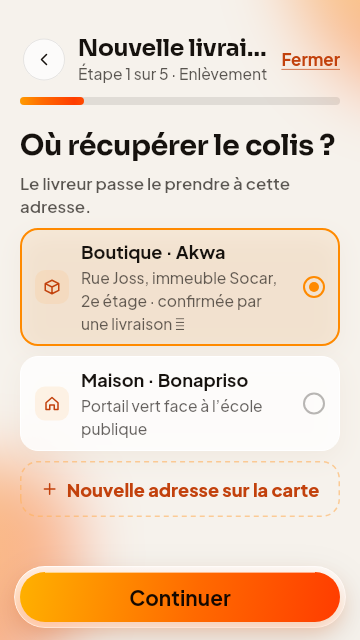 Nouvelle livrai...
Étape 1 sur 5 · Enlèvement
Fermer
Où récupérer le colis ?
Le livreur passe le prendre à cette
adresse.
Boutique · Akwa
Rue Joss, immeuble Socar,
2e étage · confirmée par
une livraison
Maison · Bonapriso
Portail vert face à l'école
publique
+ Nouvelle adresse sur la carte
Continuer